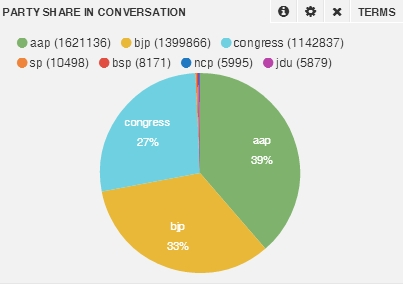 PARTY SHARE IN CONVERSATION TERMS
aap (1621136) bjp (1399866) congress (1142837)
sp (10498) bsp (8171) ncp (5995) jdu (5879)
congress
27%
aap
39%
bjp
33%